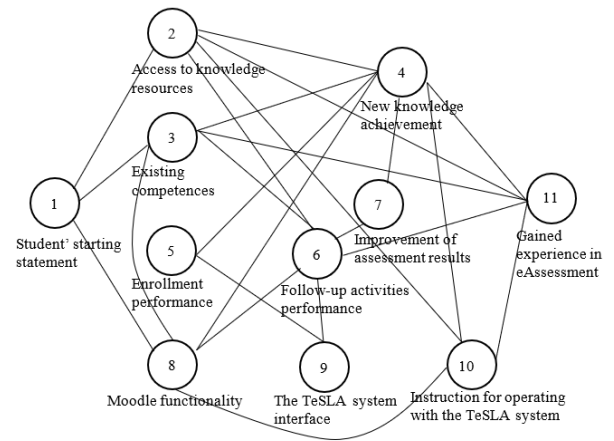 2
Access to knowledge
resources
4
New knowledge
achievement
3
Existing
competences
1
Student’ starting
statement
7
Improvement of
assessment results
11
Gained
experience in
eAssessment
5
Enrollment
performance
6
Follow-up activities
performance
8
Moodle functionality
9
The TeSLA system
interface
10
Instruction for operating
with the TeSLA system